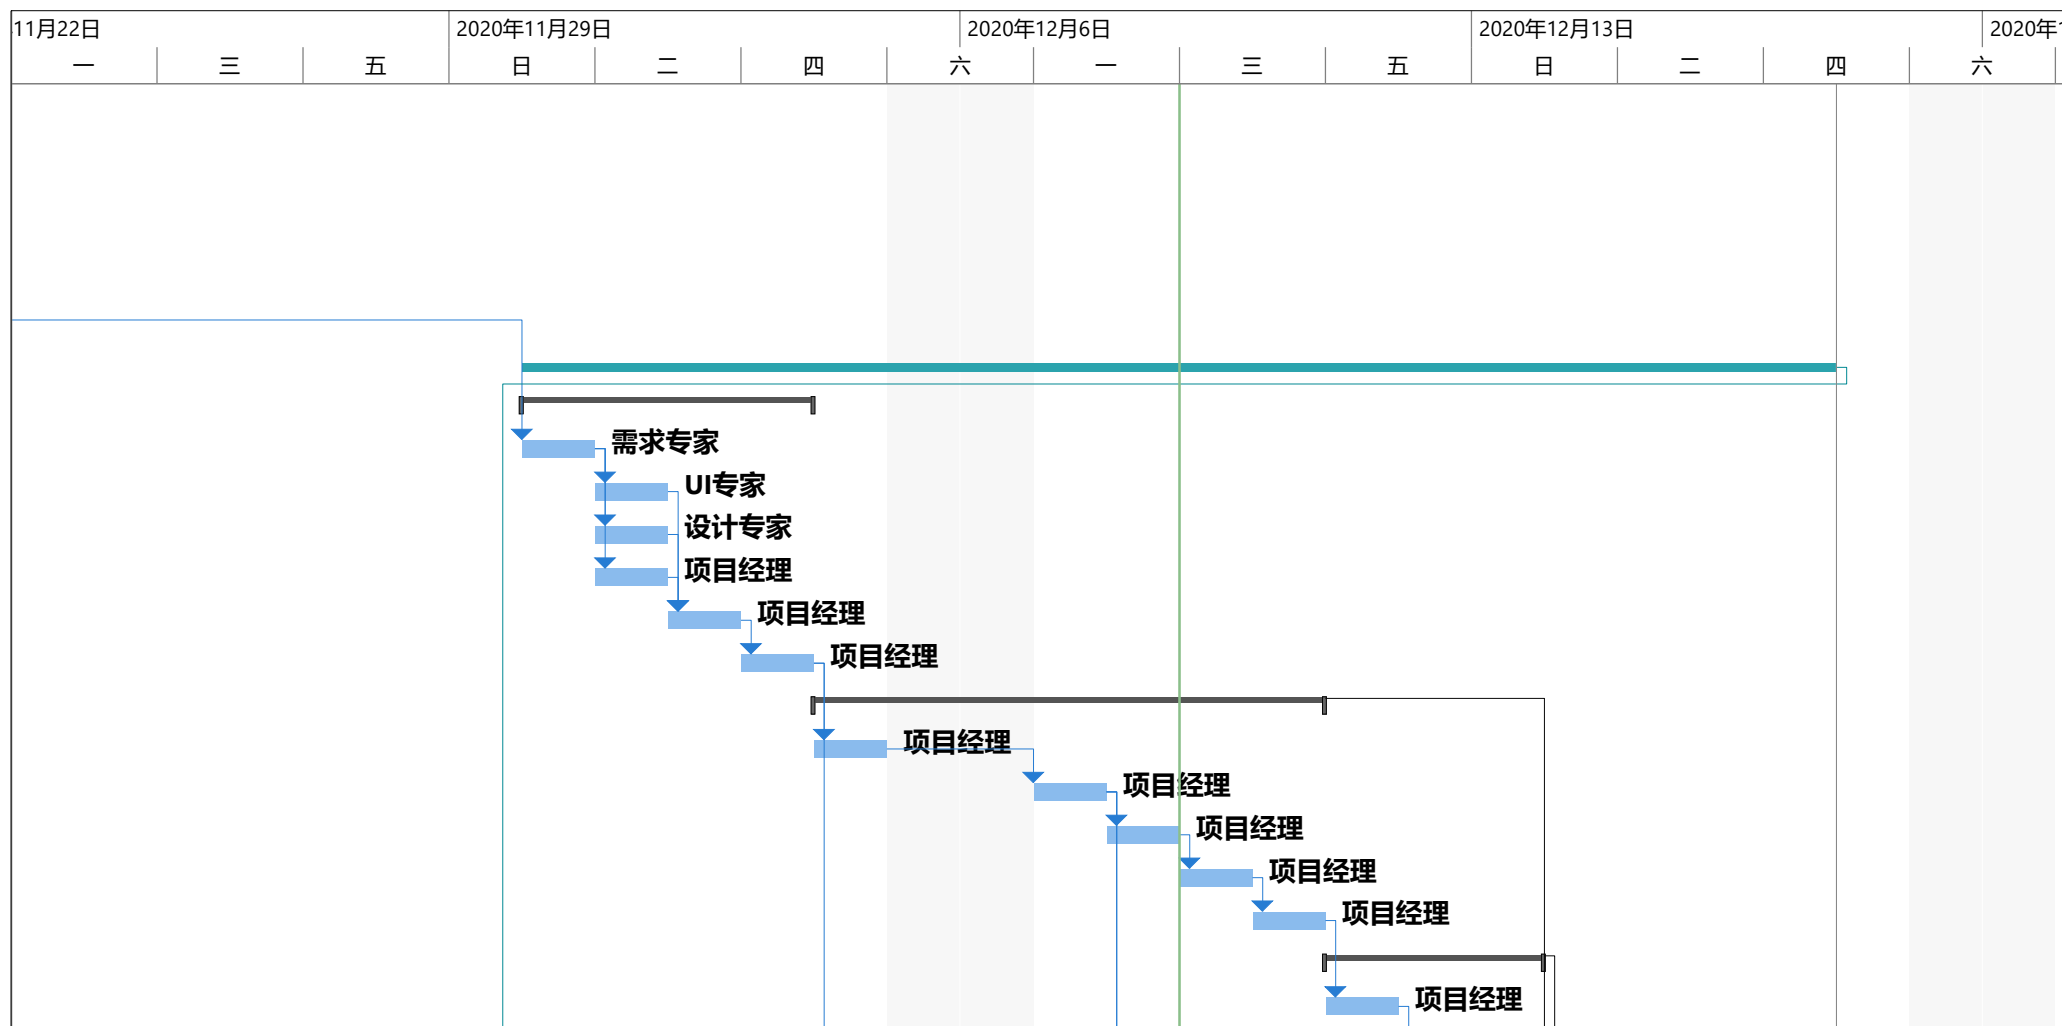 11月22日 2020年11月29日 2020年12月6日 2020年12月13日 2020年
一 三 五 日 二 四 六 一 三 五 日 二 四 六
需求专家
UI专家
设计专家
项目经理
项目经理
项目经理
项目经理
项目经理
项目经理
项目经理
项目经理
项目经理